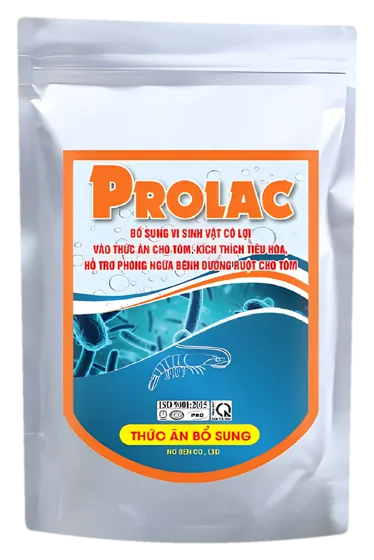 PROLAC
BỔ SUNG VI SINH VẬT CÓ LỢI
VÀO THỨC ĂN CHO TÔM, KÍCH THÍCH TIÊU HÓA,
HỖ TRỢ PHÒNG NGỪA BỆNH ĐƯỜNG RUỘT CHO TÔM
ISO 9001:2015
PRO
THỨC ĂN BỔ SUNG
NO BEN CO., LTD